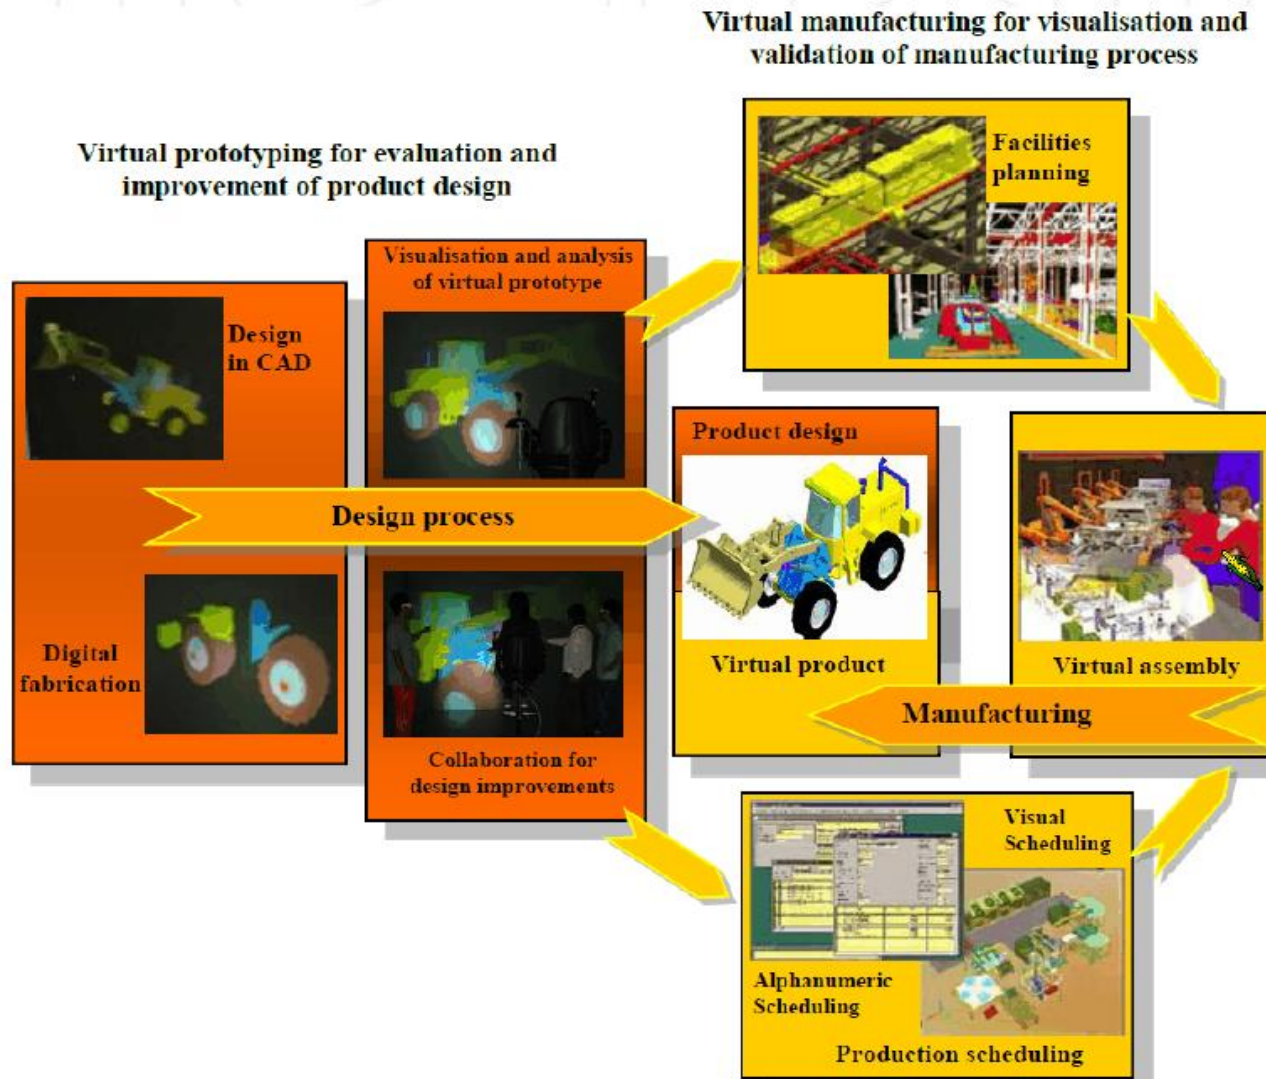 Virtual manufacturing for visualisation and
validation of manufacturing process
Virtual prototyping for evaluation and
improvement of product design
Facilities
planning
Visualisation and analysis
of virtual prototype
Design
in CAD
Product design
Design process
Digital
fabrication
Virtual product
Virtual assembly
Manufacturing
Collaboration for
design improvements
Visual
Scheduling
Alphanumeric
Scheduling
Production scheduling